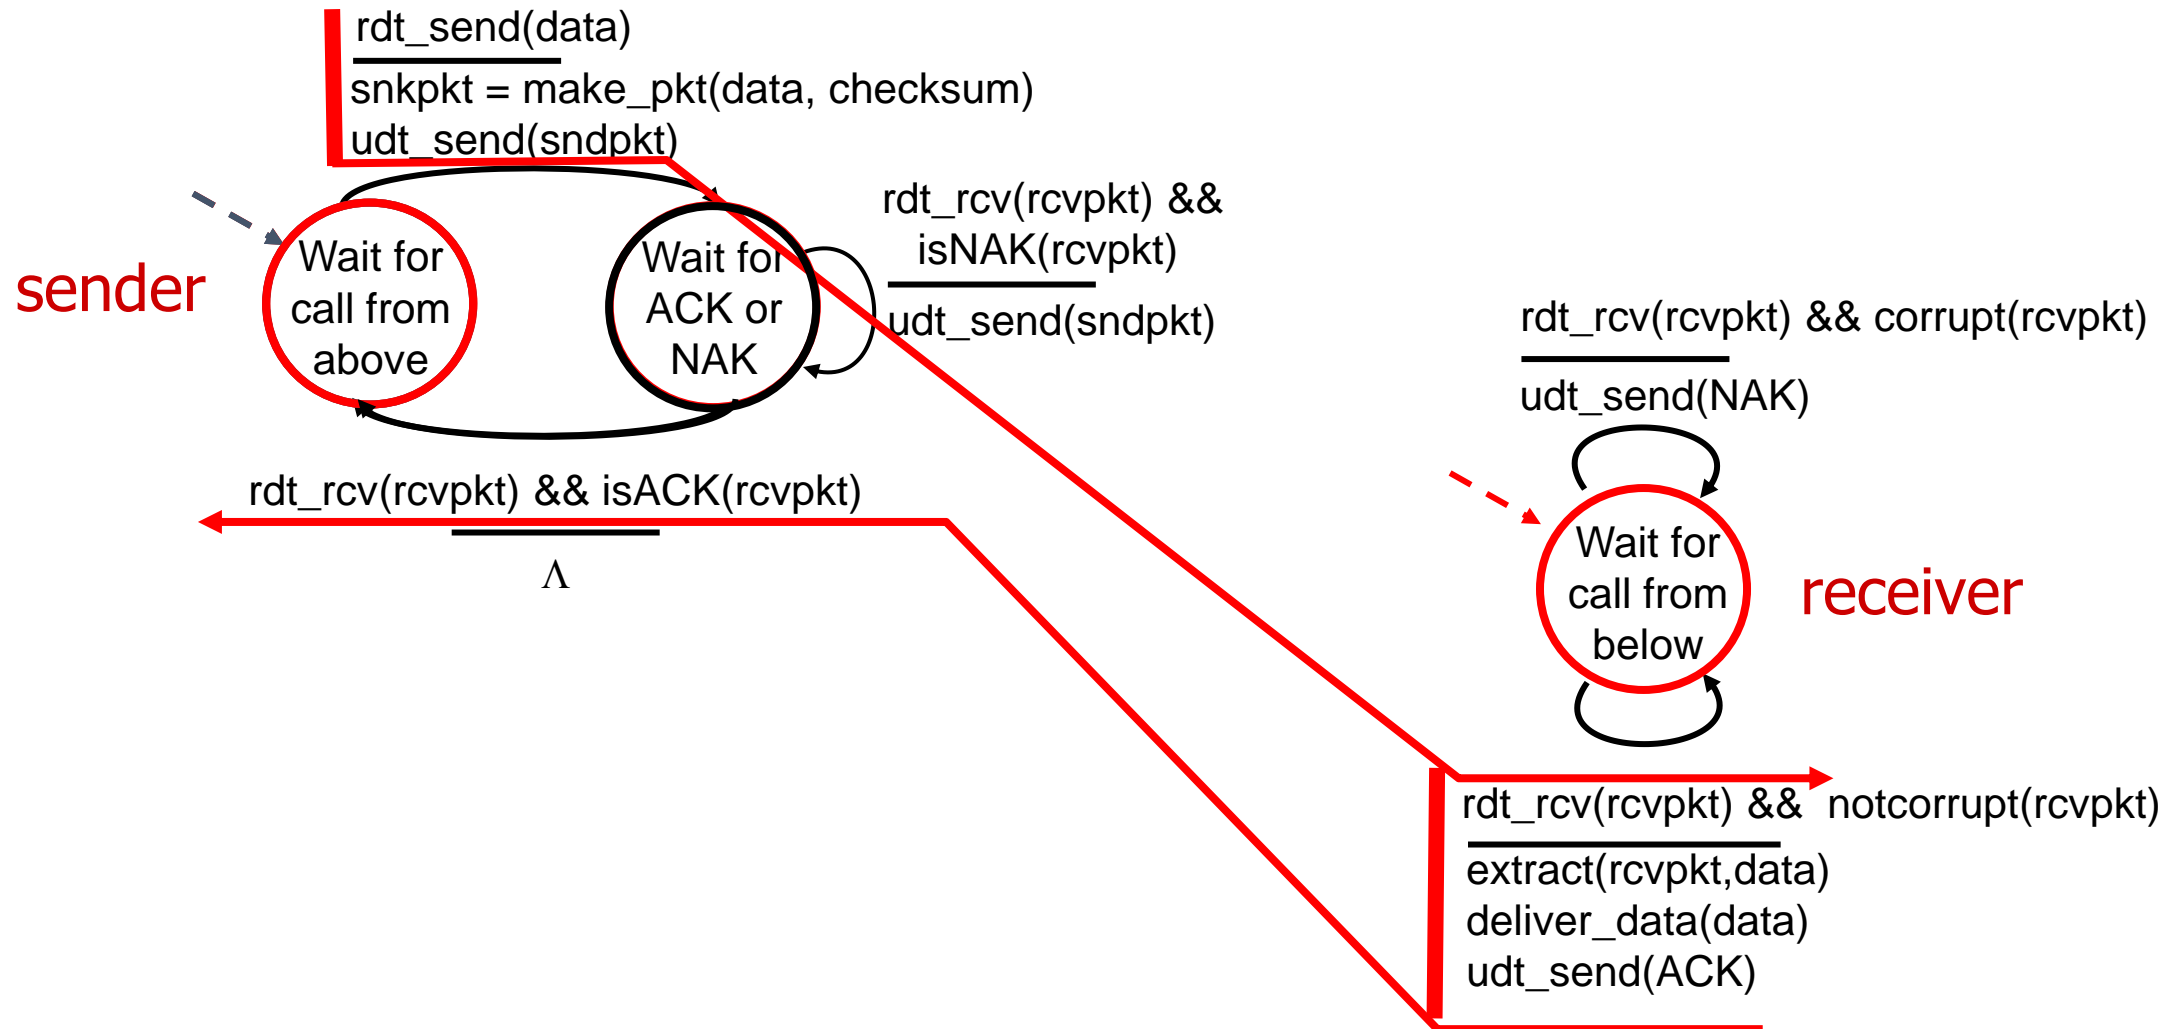 rdt_send(data)
snkpkt = make_pkt(data, checksum)
udt_send(sndpkt)
sender
Wait for
call from
above
Wait for
ACK or
NAK
rdt_rcv(rcvpkt) &&
isNAK(rcvpkt)
udt_send(sndpkt)
rdt_rcv(rcvpkt) && isACK(rcvpkt)
Λ
rdt_rcv(rcvpkt) && corrupt(rcvpkt)
udt_send(NAK)
Wait for
call from
below
receiver
rdt_rcv(rcvpkt) && notcorrupt(rcvpkt)
extract(rcvpkt,data)
deliver_data(data)
udt_send(ACK)